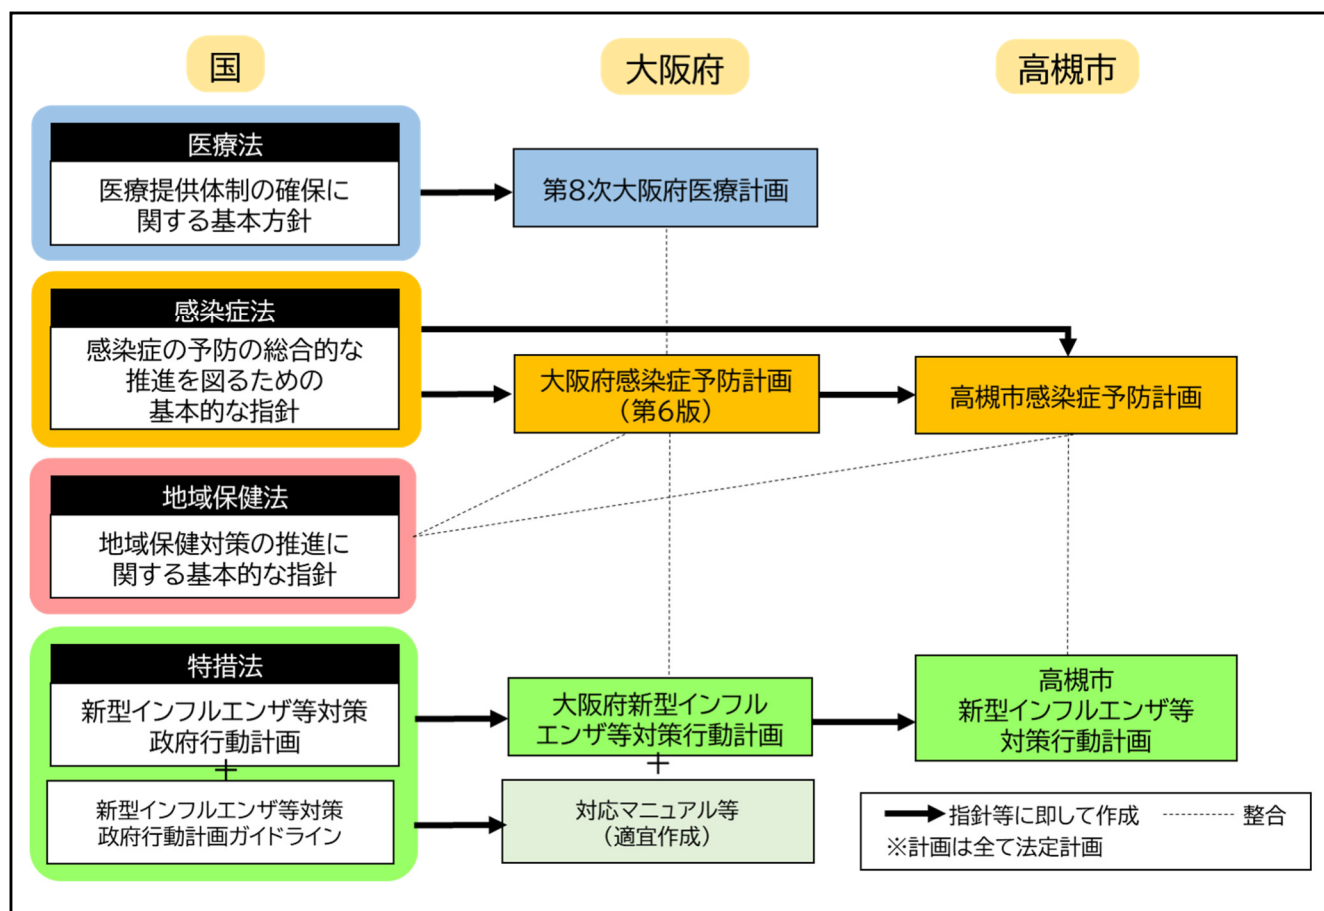 国
大阪府
高槻市
医療法
医療提供体制の確保に
関する基本方針
第8次大阪府医療計画
感染症法
感染症の予防の総合的な
推進を図るための
基本的な指針
大阪府感染症予防計画
(第6版)
高槻市感染症予防計画
地域保健法
地域保健対策の推進に
関する基本的な指針
特措法
新型インフルエンザ等対策
政府行動計画
+
新型インフルエンザ等対策
政府行動計画ガイドライン
大阪府新型インフル
エンザ等対策行動計画
+
対応マニュアル等
(適宜作成)
高槻市
新型インフルエンザ等
対策行動計画
指針等に即して作成 整合
※計画は全て法定計画